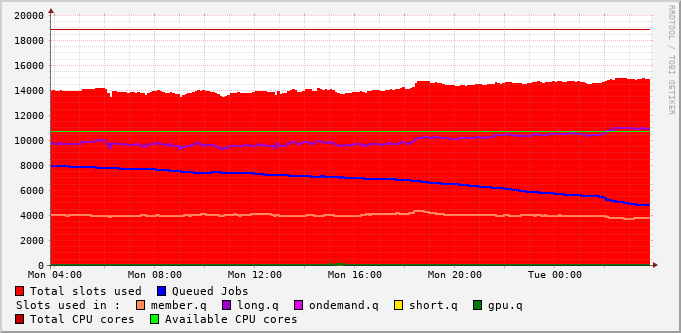 20000
18000
16000
14000
12000
10000
8000
6000
4000
2000
0
Mon 04:00 Mon 08:00 Mon 12:00 Mon 16:00 Mon 20:00 Tue 00:00
Total slots used Queued Jobs
Slots used in : member.q long.q ondemand.q short.q gpu.q
Total CPU cores Available CPU cores
RRDTOOL / TOBI OETIKER